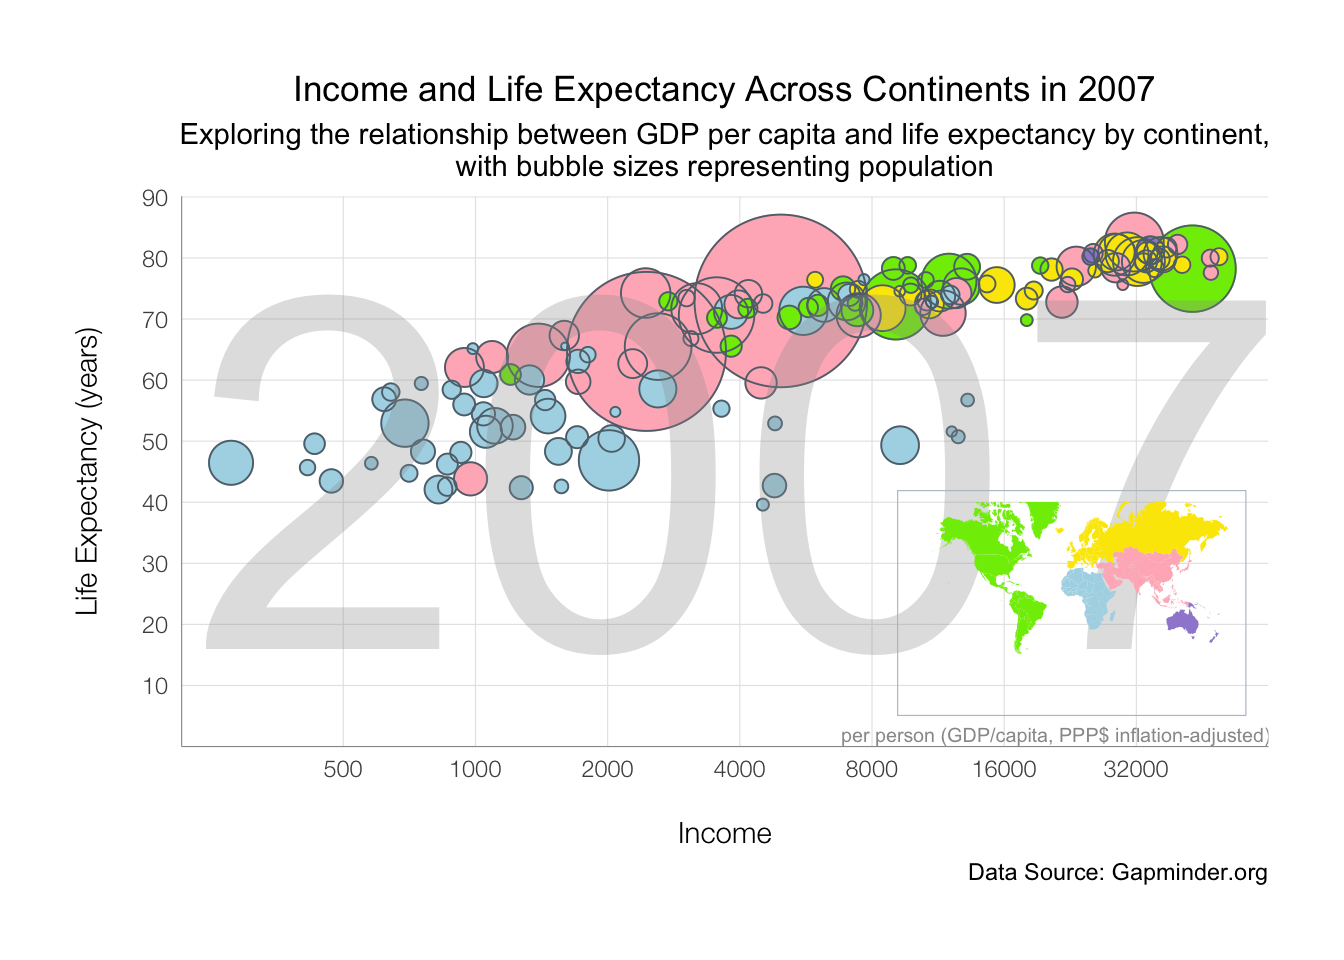 Income and Life Expectancy Across Continents in 2007
Exploring the relationship between GDP per capita and life expectancy by continent,
with bubble sizes representing population
90
80
70
60
50
40
30
20
10
Life Expectancy (years)
2007
per person (GDP/capita, PPP$ inflation-adjusted)
500 1000 2000 4000 8000 16000 32000
Income
Data Source: Gapminder.org